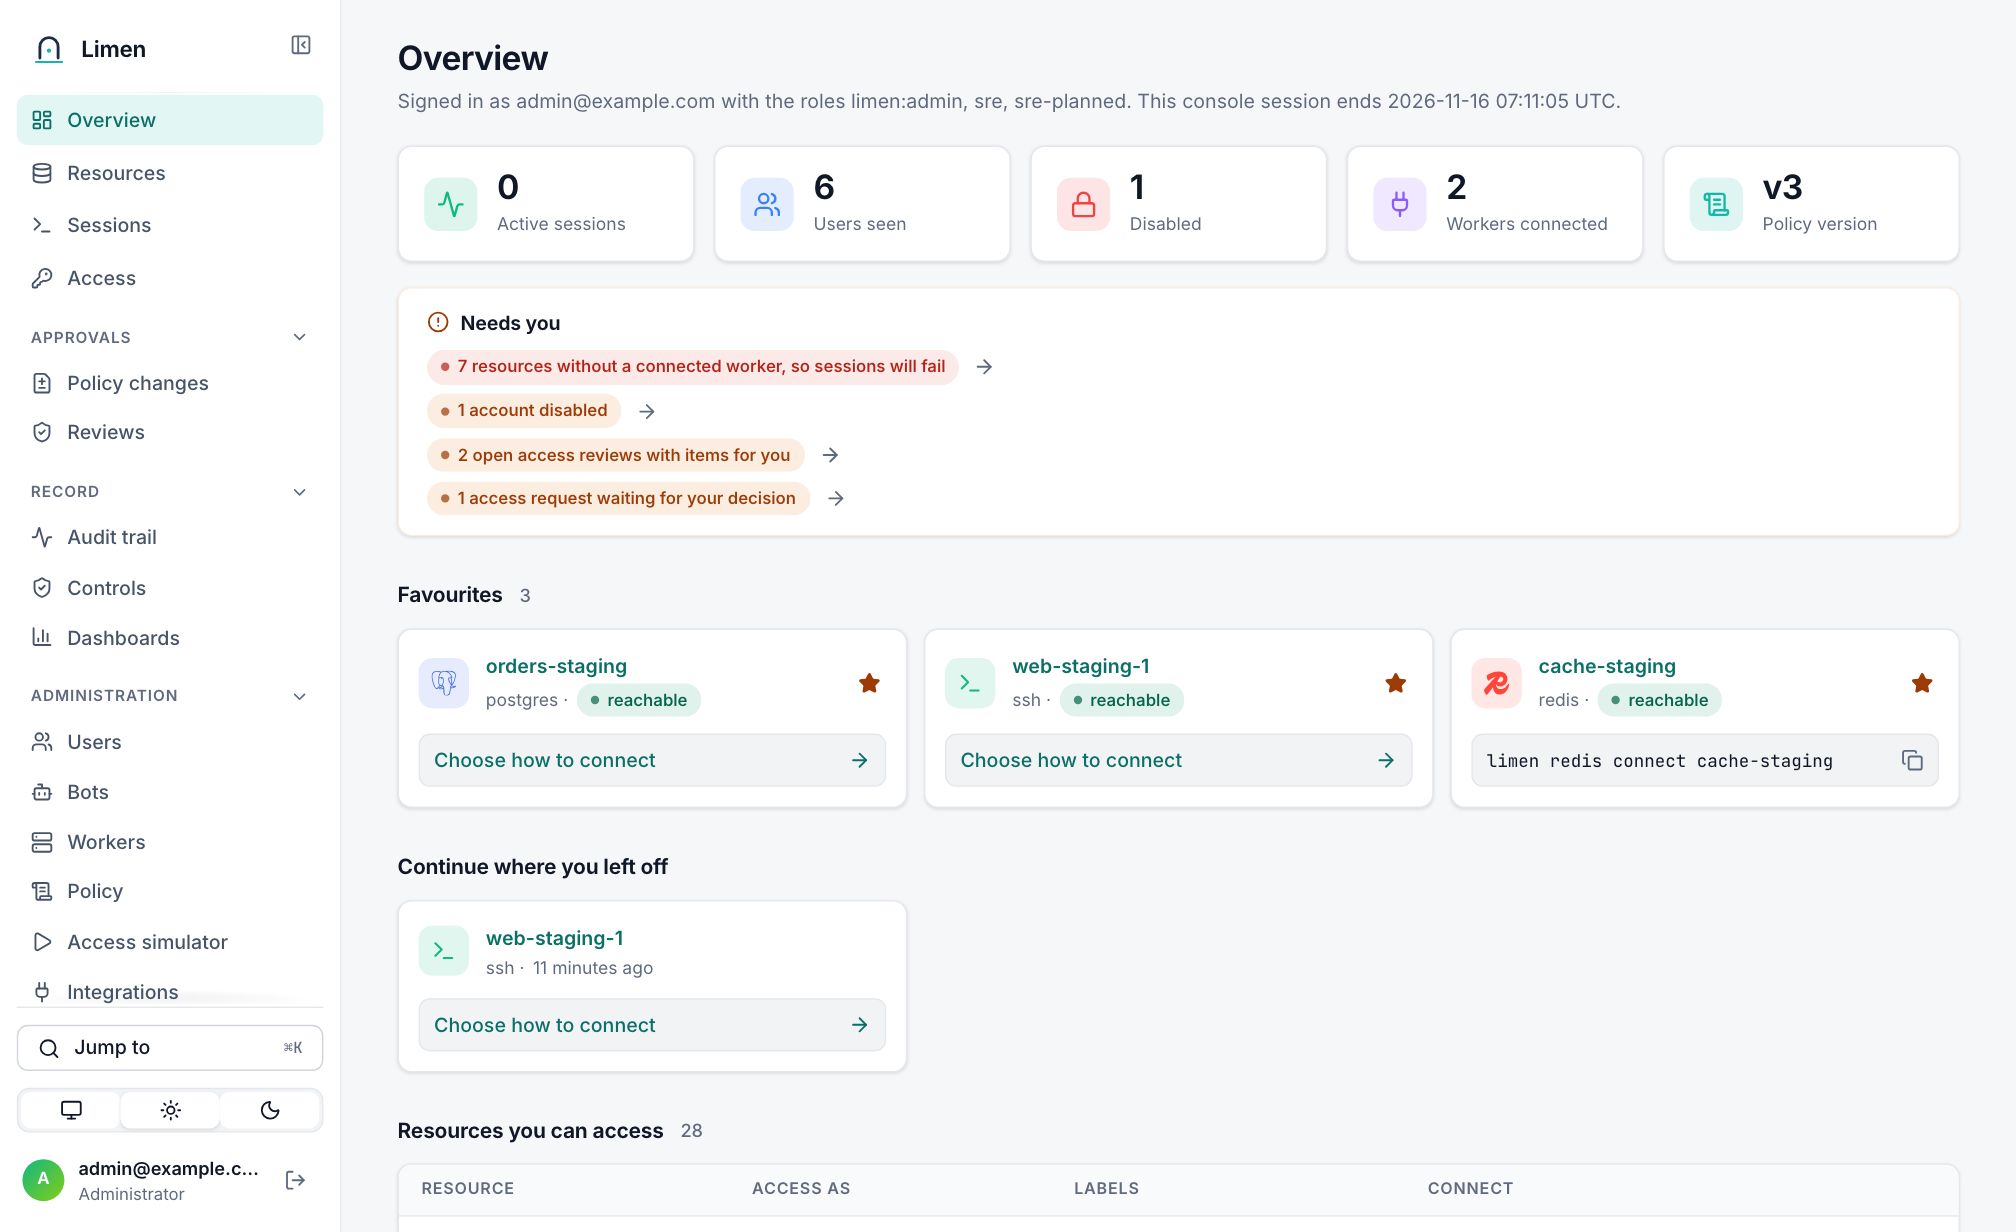 Limen
Overview
Resources
Sessions
Access
APPROVALS
Policy changes
Reviews
RECORD
Audit trail
Controls
Dashboards
ADMINISTRATION
Users
Bots
Workers
Policy
Access simulator
Integrations
Jump to ⌘K
A
admin@example.c...
Administrator
Overview
Signed in as admin@example.com with the roles limen:admin, sre, sre-planned. This console session ends 2026-11-16 07:11:05 UTC.
0
Active sessions
6
Users seen
1
Disabled
2
Workers connected
v3
Policy version
Needs you
7 resources without a connected worker, so sessions will fail
1 account disabled
2 open access reviews with items for you
1 access request waiting for your decision
Favourites 3
orders-staging
postgres · reachable
Choose how to connect
web-staging-1
ssh · reachable
Choose how to connect
cache-staging
redis · reachable
limen redis connect cache-staging
Continue where you left off
web-staging-1
ssh · 11 minutes ago
Choose how to connect
Resources you can access 28
RESOURCE ACCESS AS LABELS CONNECT